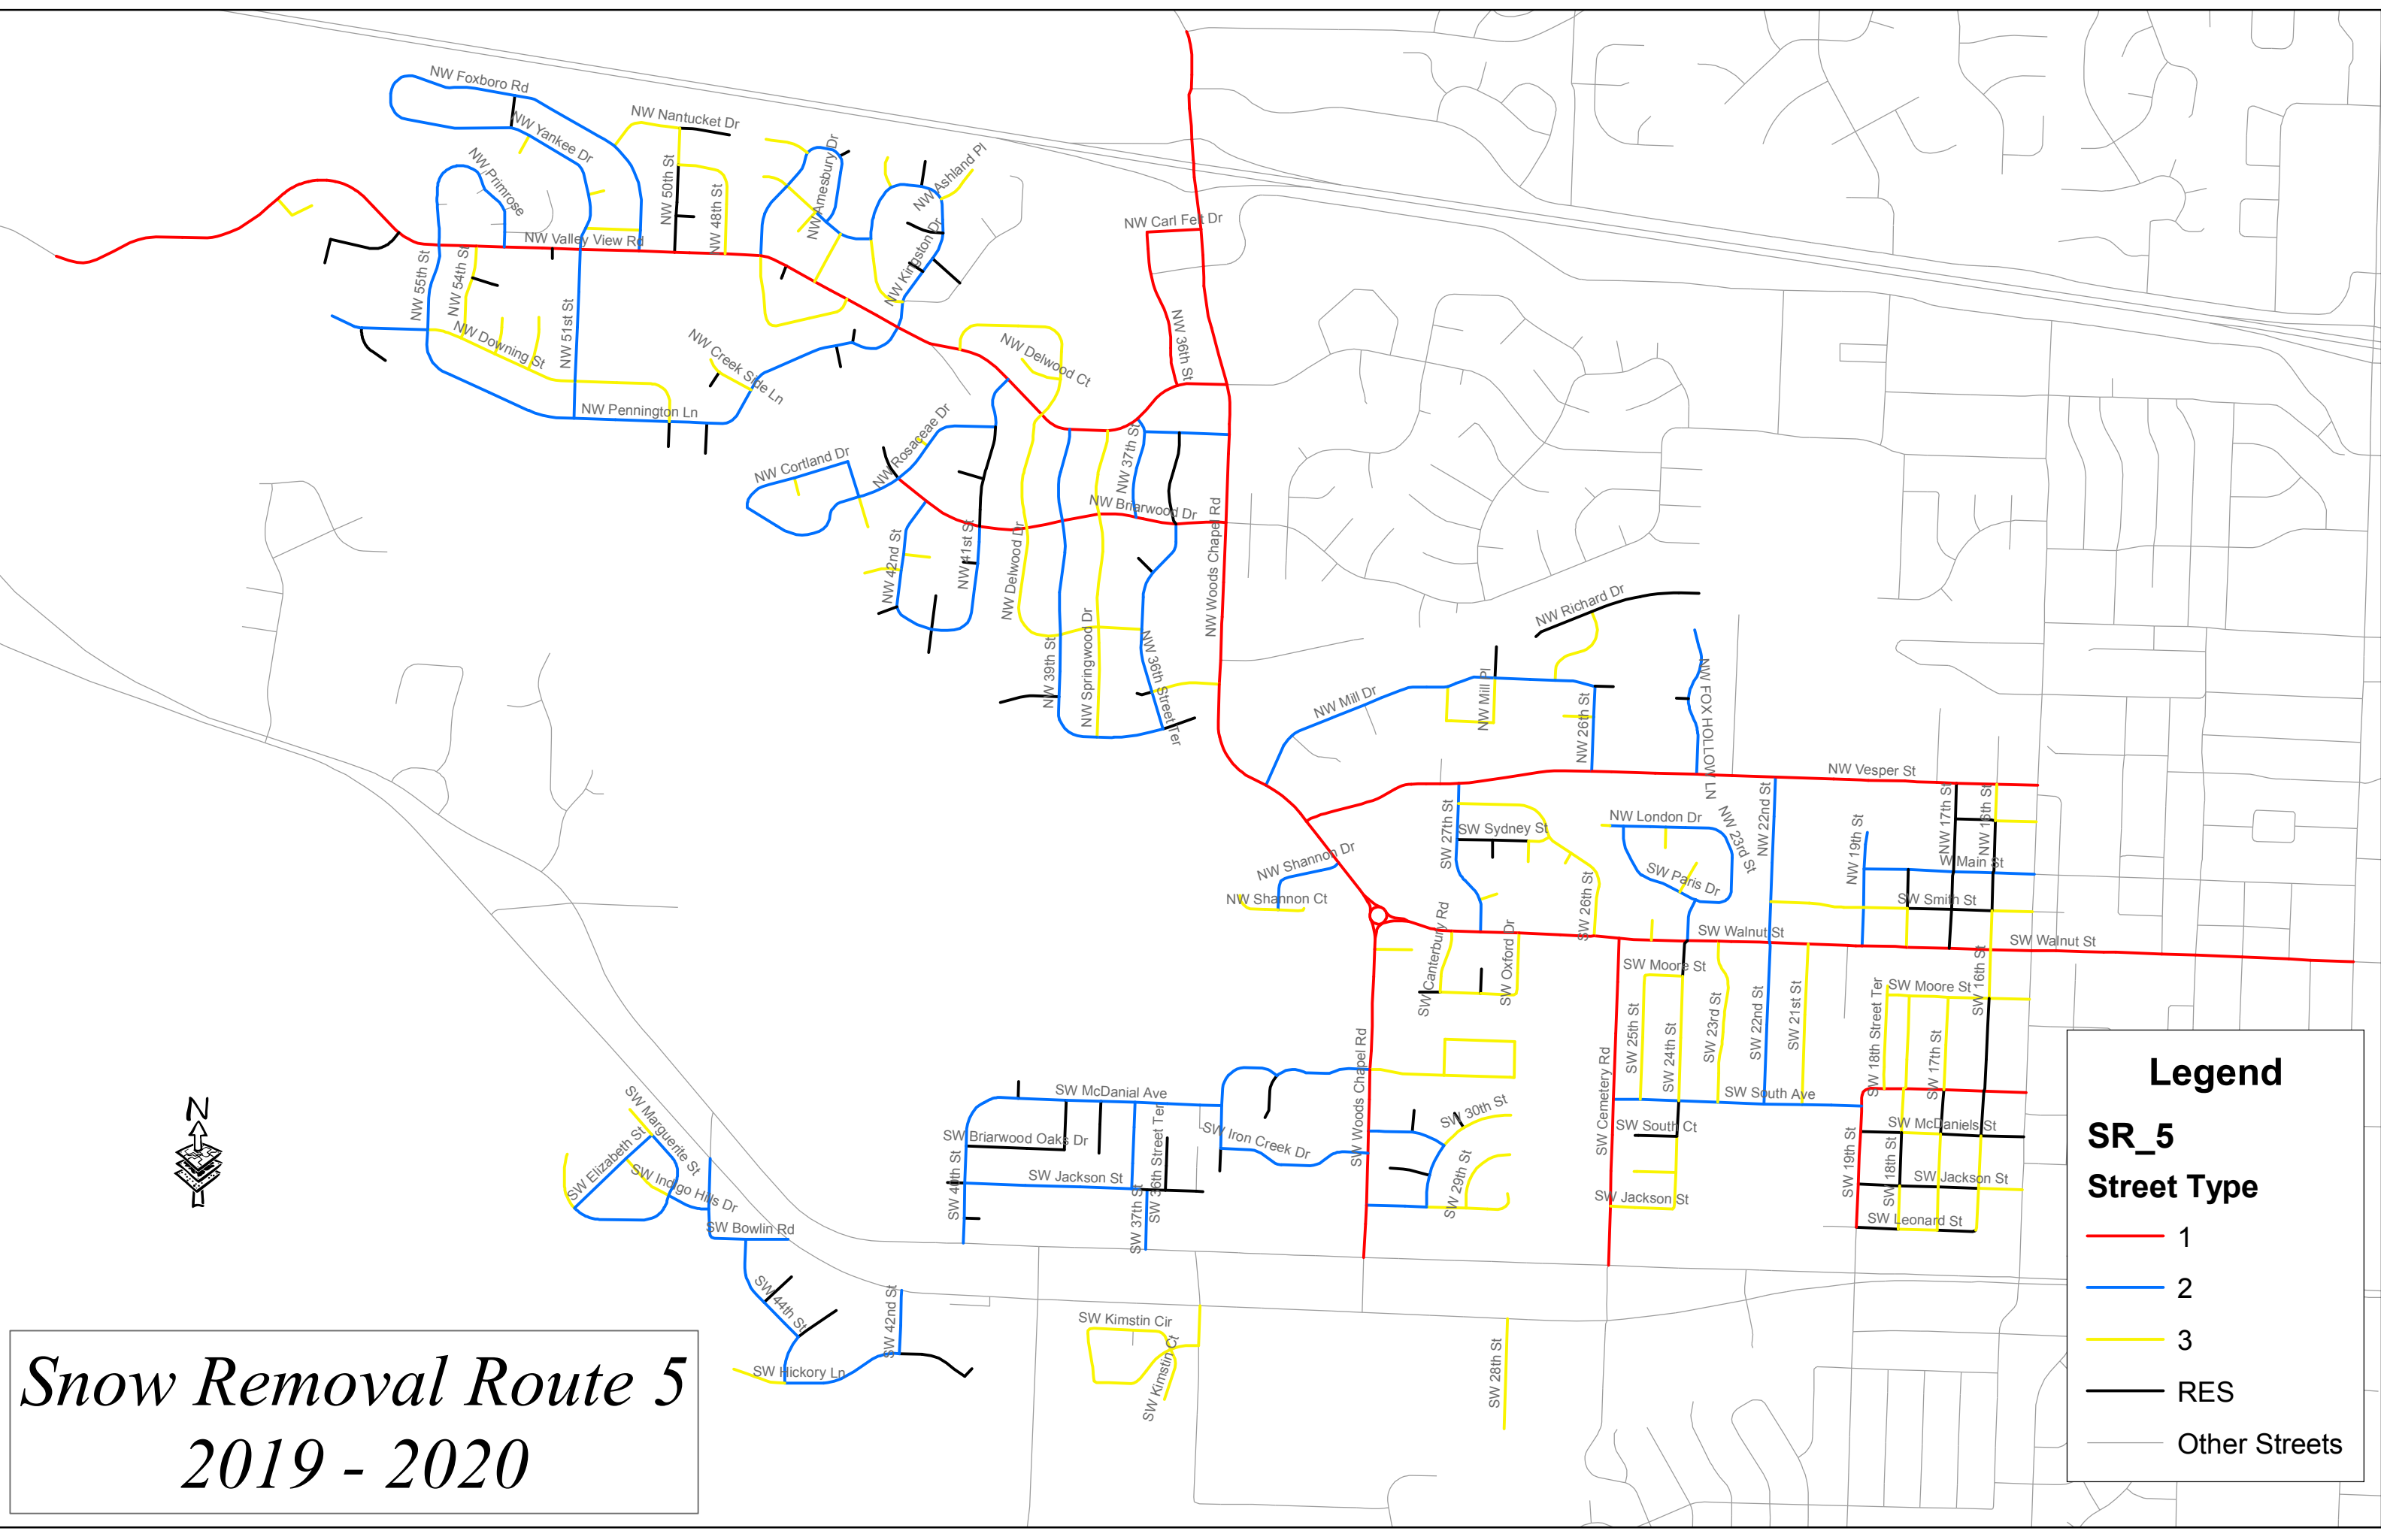 NW Foxboro Rd
NW Nantucket Dr
NW Yankee Dr
NW Primrose
NW 50th St
NW 48th St
NW Amesbury Dr
NW Ashland Pl
NW Kingston Dr
NW Valley View Rd
NW 55th St
NW 54th St
NW 51st St
NW Downing St
NW Pennington Ln
NW Creek Side Ln
NW Carl Felt Dr
NW 36th St
NW Delwood Ct
NW Rosaceae Dr
NW Cortland Dr
NW 37th St
NW Briarwood Dr
NW 42nd St
NW 41st St
NW Delwood Dr
NW Woods Chapel Rd
NW 39th St
NW Springwood Dr
NW 36th Street Ter
NW Richard Dr
NW Mill Dr
NW Mill Pl
NW 26th St
NW FOX HOLLOW LN
NW Vesper St
NW 22nd St
NW 23rd St
NW 19th St
NW 17th St
NW 16th St
SW 27th St
SW Sydney St
NW London Dr
SW Paris Dr
W Main St
SW Smith St
NW Shannon Dr
NW Shannon Ct
SW 26th St
SW Walnut St
SW Walnut St
SW Canterbury Rd
SW Oxford Dr
SW Moore St
SW Moore St
SW 25th St
SW 24th St
SW 23rd St
SW 22nd St
SW 21st St
SW 18th Street Ter
SW 17th St
SW 16th St
SW Woods Chapel Rd
SW Cemetery Rd
SW South Ave
SW South Ct
SW McDaniels St
SW 19th St
SW 18th St
SW Jackson St
SW Jackson St
SW Leonard St
SW 30th St
SW 29th St
SW McDanial Ave
SW Briarwood Oaks Dr
SW 36th Street Ter
SW Iron Creek Dr
SW 40th St
SW Jackson St
SW 37th St
SW Marguerite St
SW Elizabeth St
SW Indigo Hills Dr
SW Bowlin Rd
SW 44th St
SW 42nd St
SW Hickory Ln
SW Kimstin Cir
SW Kimstin Ct
SW 28th St
N
Snow Removal Route 5
2019 - 2020
Legend
SR_5
Street Type
1
2
3
RES
Other Streets